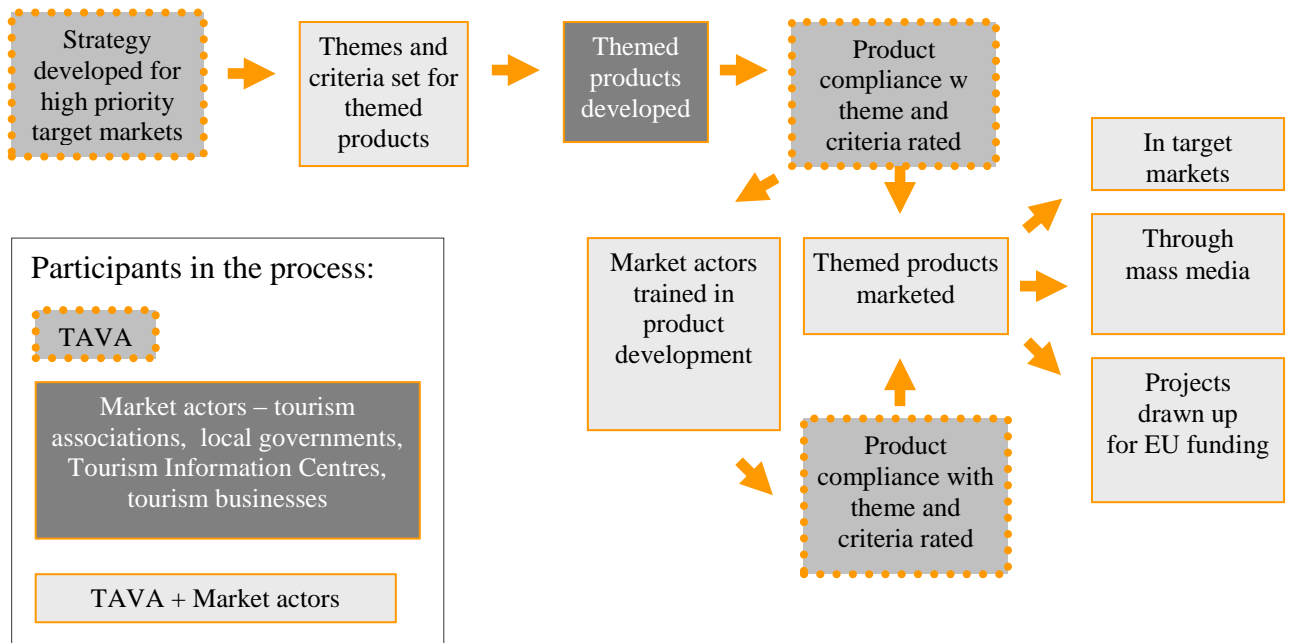 Strategy
developed for
high priority
target markets
Themes and
criteria set for
themed
products
Themed
products
developed
Product
compliance w
theme and
criteria rated
In target
markets
Through
mass media
Projects
drawn up
for EU funding
Market actors
trained in
product
development
Themed products
marketed
Product
compliance with
theme and
criteria rated
Participants in the process:
TAVA
Market actors – tourism
associations, local governments,
Tourism Information Centres,
tourism businesses
TAVA + Market actors